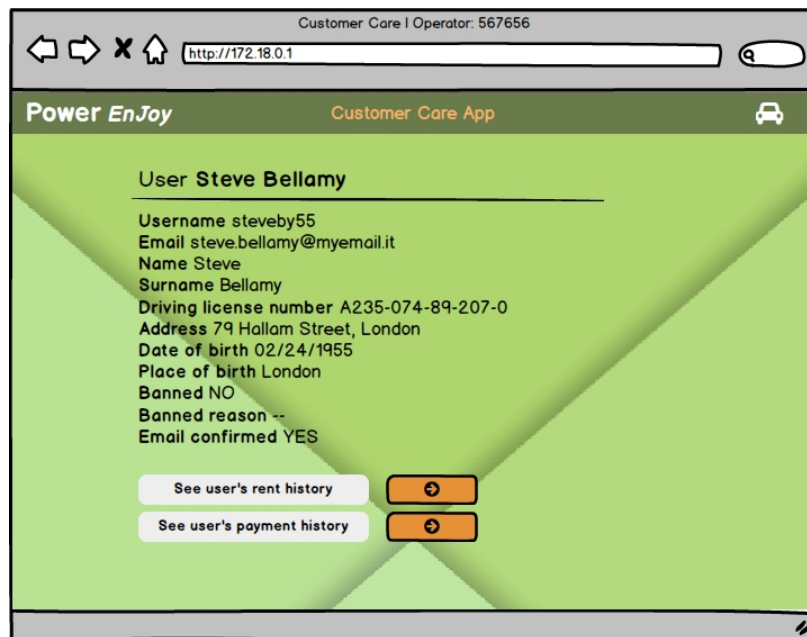 Customer Care | Operator: 567656
http://172.18.0.1
Power EnJoy
Customer Care App
User Steve Bellamy
Username steveby55
Email steve.bellamy@myemail.it
Name Steve
Surname Bellamy
Driving license number A235-074-89-207-0
Address 79 Hallam Street, London
Date of birth 02/24/1955
Place of birth London
Banned NO
Banned reason --
Email confirmed YES
See user's rent history
See user's payment history